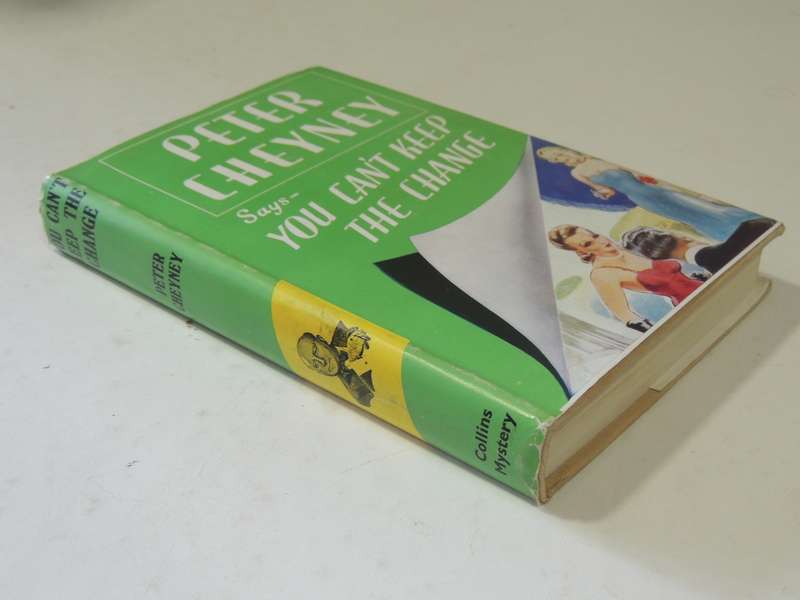 PETER
CHEYNEY
Says—
YOU CAN'T KEEP
THE CHANGE
YOU CAN'T
KEEP THE
CHANGE
PETER
CHEYNEY
Collins
Mystery